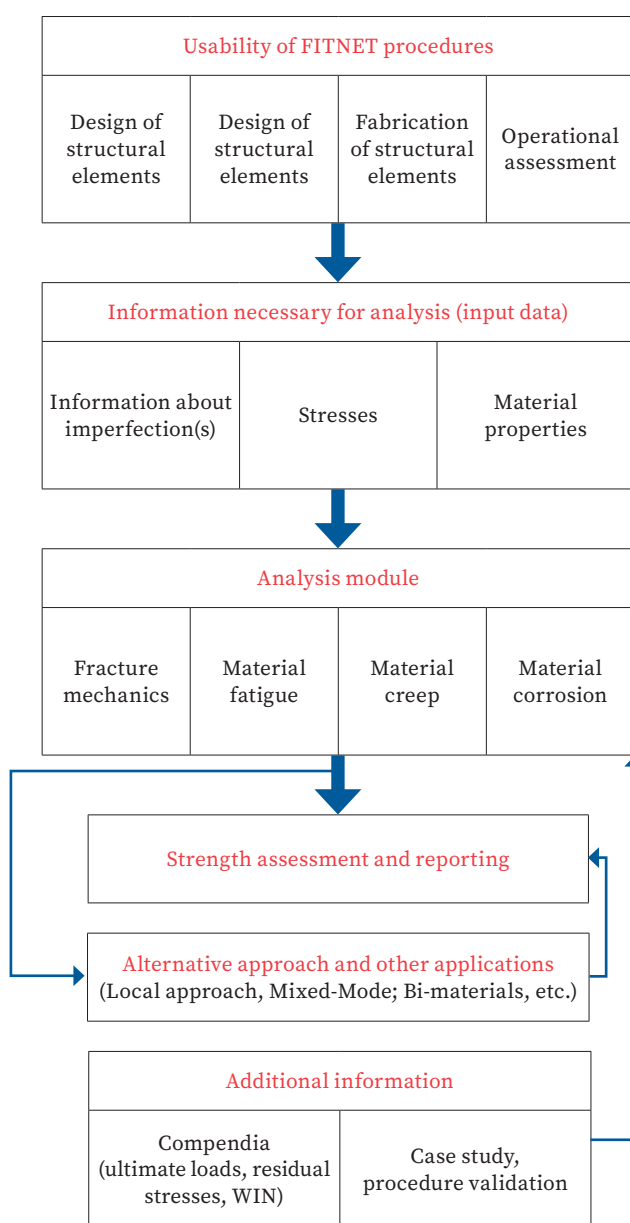 Usability of FITNET procedures
Design of
structural
elements
Design of
structural
elements
Fabrication
of structural
elements
Operational
assessment
Information necessary for analysis (input data)
Information about
imperfection(s)
Stresses
Material
properties
Analysis module
Fracture
mechanics
Material
fatigue
Material
creep
Material
corrosion
Strength assessment and reporting
Alternative approach and other applications
(Local approach, Mixed-Mode; Bi-materials, etc.)
Additional information
Compendia
(ultimate loads, residual
stresses, WIN)
Case study,
procedure validation